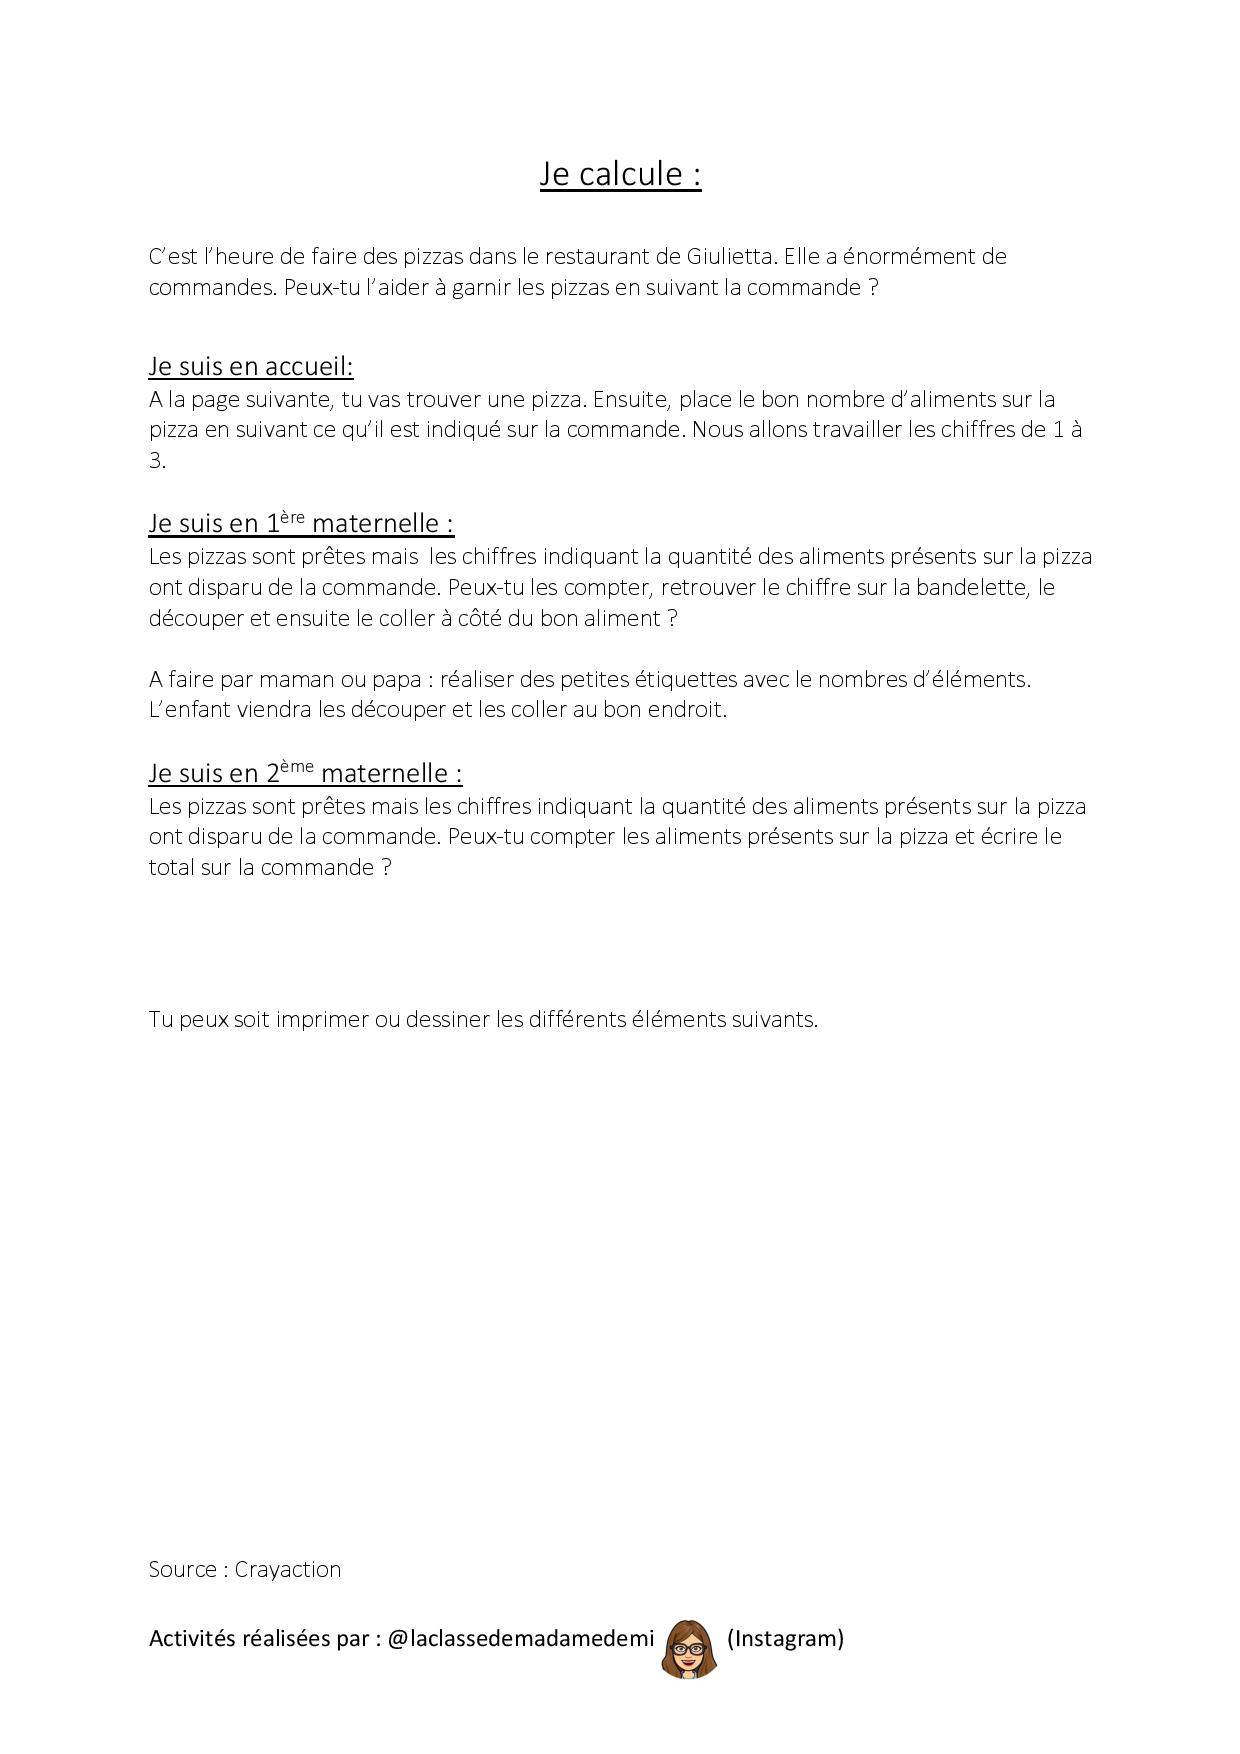 Je calcule :
C’est l’heure de faire des pizzas dans le restaurant de Giulietta. Elle a énormément de
commandes. Peux-tu l’aider à garnir les pizzas en suivant la commande ?
Je suis en accueil:
A la page suivante, tu vas trouver une pizza. Ensuite, place le bon nombre d’aliments sur la
pizza en suivant ce qu’il est indiqué sur la commande. Nous allons travailler les chiffres de 1 à
3.
Je suis en 1ère maternelle :
Les pizzas sont prêtes mais  les chiffres indiquant la quantité des aliments présents sur la pizza
ont disparu de la commande. Peux-tu les compter, retrouver le chiffre sur la bandelette, le
découper et ensuite le coller à côté du bon aliment ?
A faire par maman ou papa : réaliser des petites étiquettes avec le nombres d’éléments.
L’enfant viendra les découper et les coller au bon endroit.
Je suis en 2ème maternelle :
Les pizzas sont prêtes mais les chiffres indiquant la quantité des aliments présents sur la pizza
ont disparu de la commande. Peux-tu compter les aliments présents sur la pizza et écrire le
total sur la commande ?
Tu peux soit imprimer ou dessiner les différents éléments suivants.
Source : Crayaction
Activités réalisées par : @laclassedemadamedemi (Instagram)